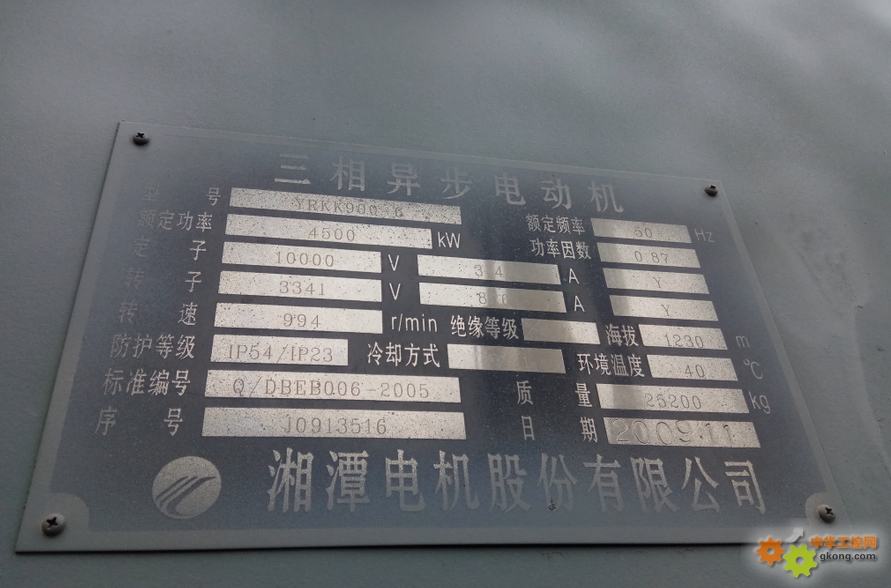 三相异步电动机
型号 YRKK900-6 额定频率 50 Hz
额定功率 4500 kW 功率因数 0.87
定子 10000 V A Y
转子 3341 V A Y
转速 994 r/min 绝缘等级 海拔 1230 m
防护等级 IP54/IP23 冷却方式 环境温度 40 ℃
标准编号 Q/DBEB006-2005 质量 25200 kg
序号 J0913516 日期 2009.11
湘潭电机股份有限公司
中华工控网
gkong.com